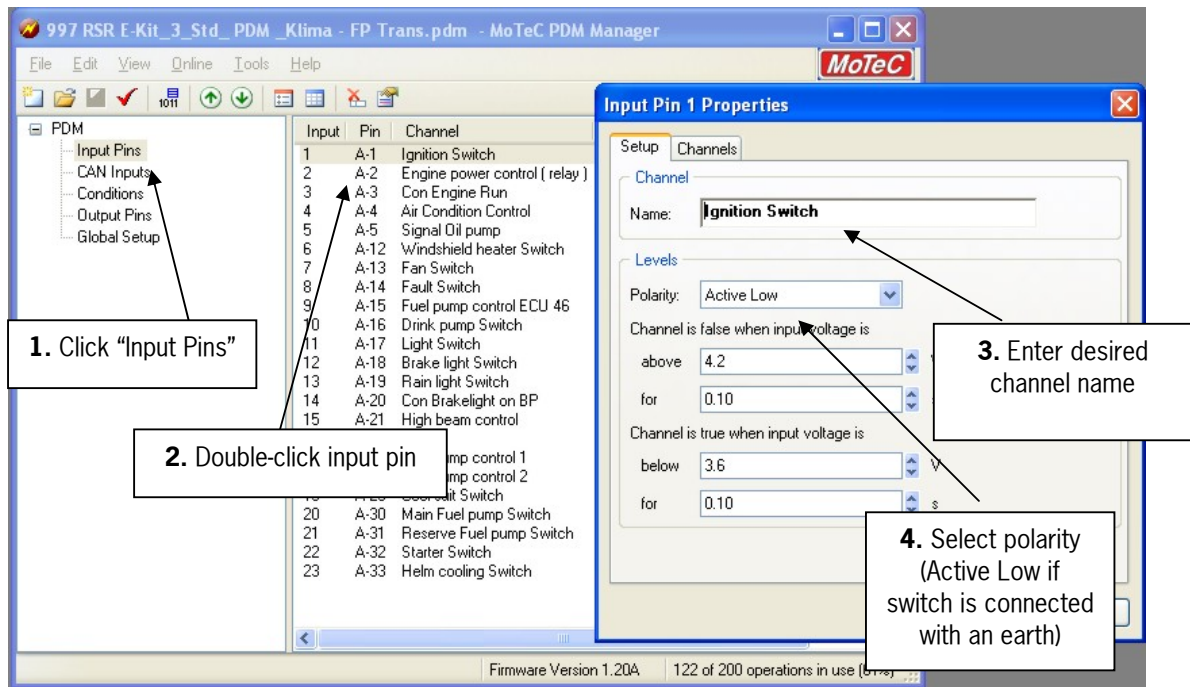 997 RSR E-Kit_3_Std_ PDM _Klima - FP Trans.pdm - MoTeC PDM Manager
File Edit View Online Tools Help
MoTeC
1011
PDM
Input Pins
CAN Inputs
Conditions
Output Pins
Global Setup
Input Pin Channel
1 A-1 Ignition Switch
2 A-2 Engine power control ( relay )
3 A-3 Con Engine Run
4 A-4 Air Condition Control
5 A-5 Signal Oil pump
6 A-12 Windshield heater Switch
7 A-13 Fan Switch
8 A-14 Fault Switch
9 A-15 Fuel pump control ECU 46
10 A-16 Drink pump Switch
11 A-17 Light Switch
12 A-18 Brake light Switch
13 A-19 Rain light Switch
14 A-20 Con Brakelight on BP
15 A-21 High beam control
control 1
control 2
Switch
20 A-30 Main Fuel pump Switch
21 A-31 Reserve Fuel pump Switch
22 A-32 Starter Switch
23 A-33 Helm cooling Switch
Firmware Version 1.20A 122 of 200 operations in use
Input Pin 1 Properties
Setup Channels
Channel
Name: Ignition Switch
Levels
Polarity: Active Low
Channel is false when input voltage is
above 4.2
for 0.10
Channel is true when input voltage is
below 3.6 V
for 0.10 s
1. Click “Input Pins”
2. Double-click input pin
3. Enter desired
channel name
4. Select polarity
(Active Low if
switch is connected
with an earth)